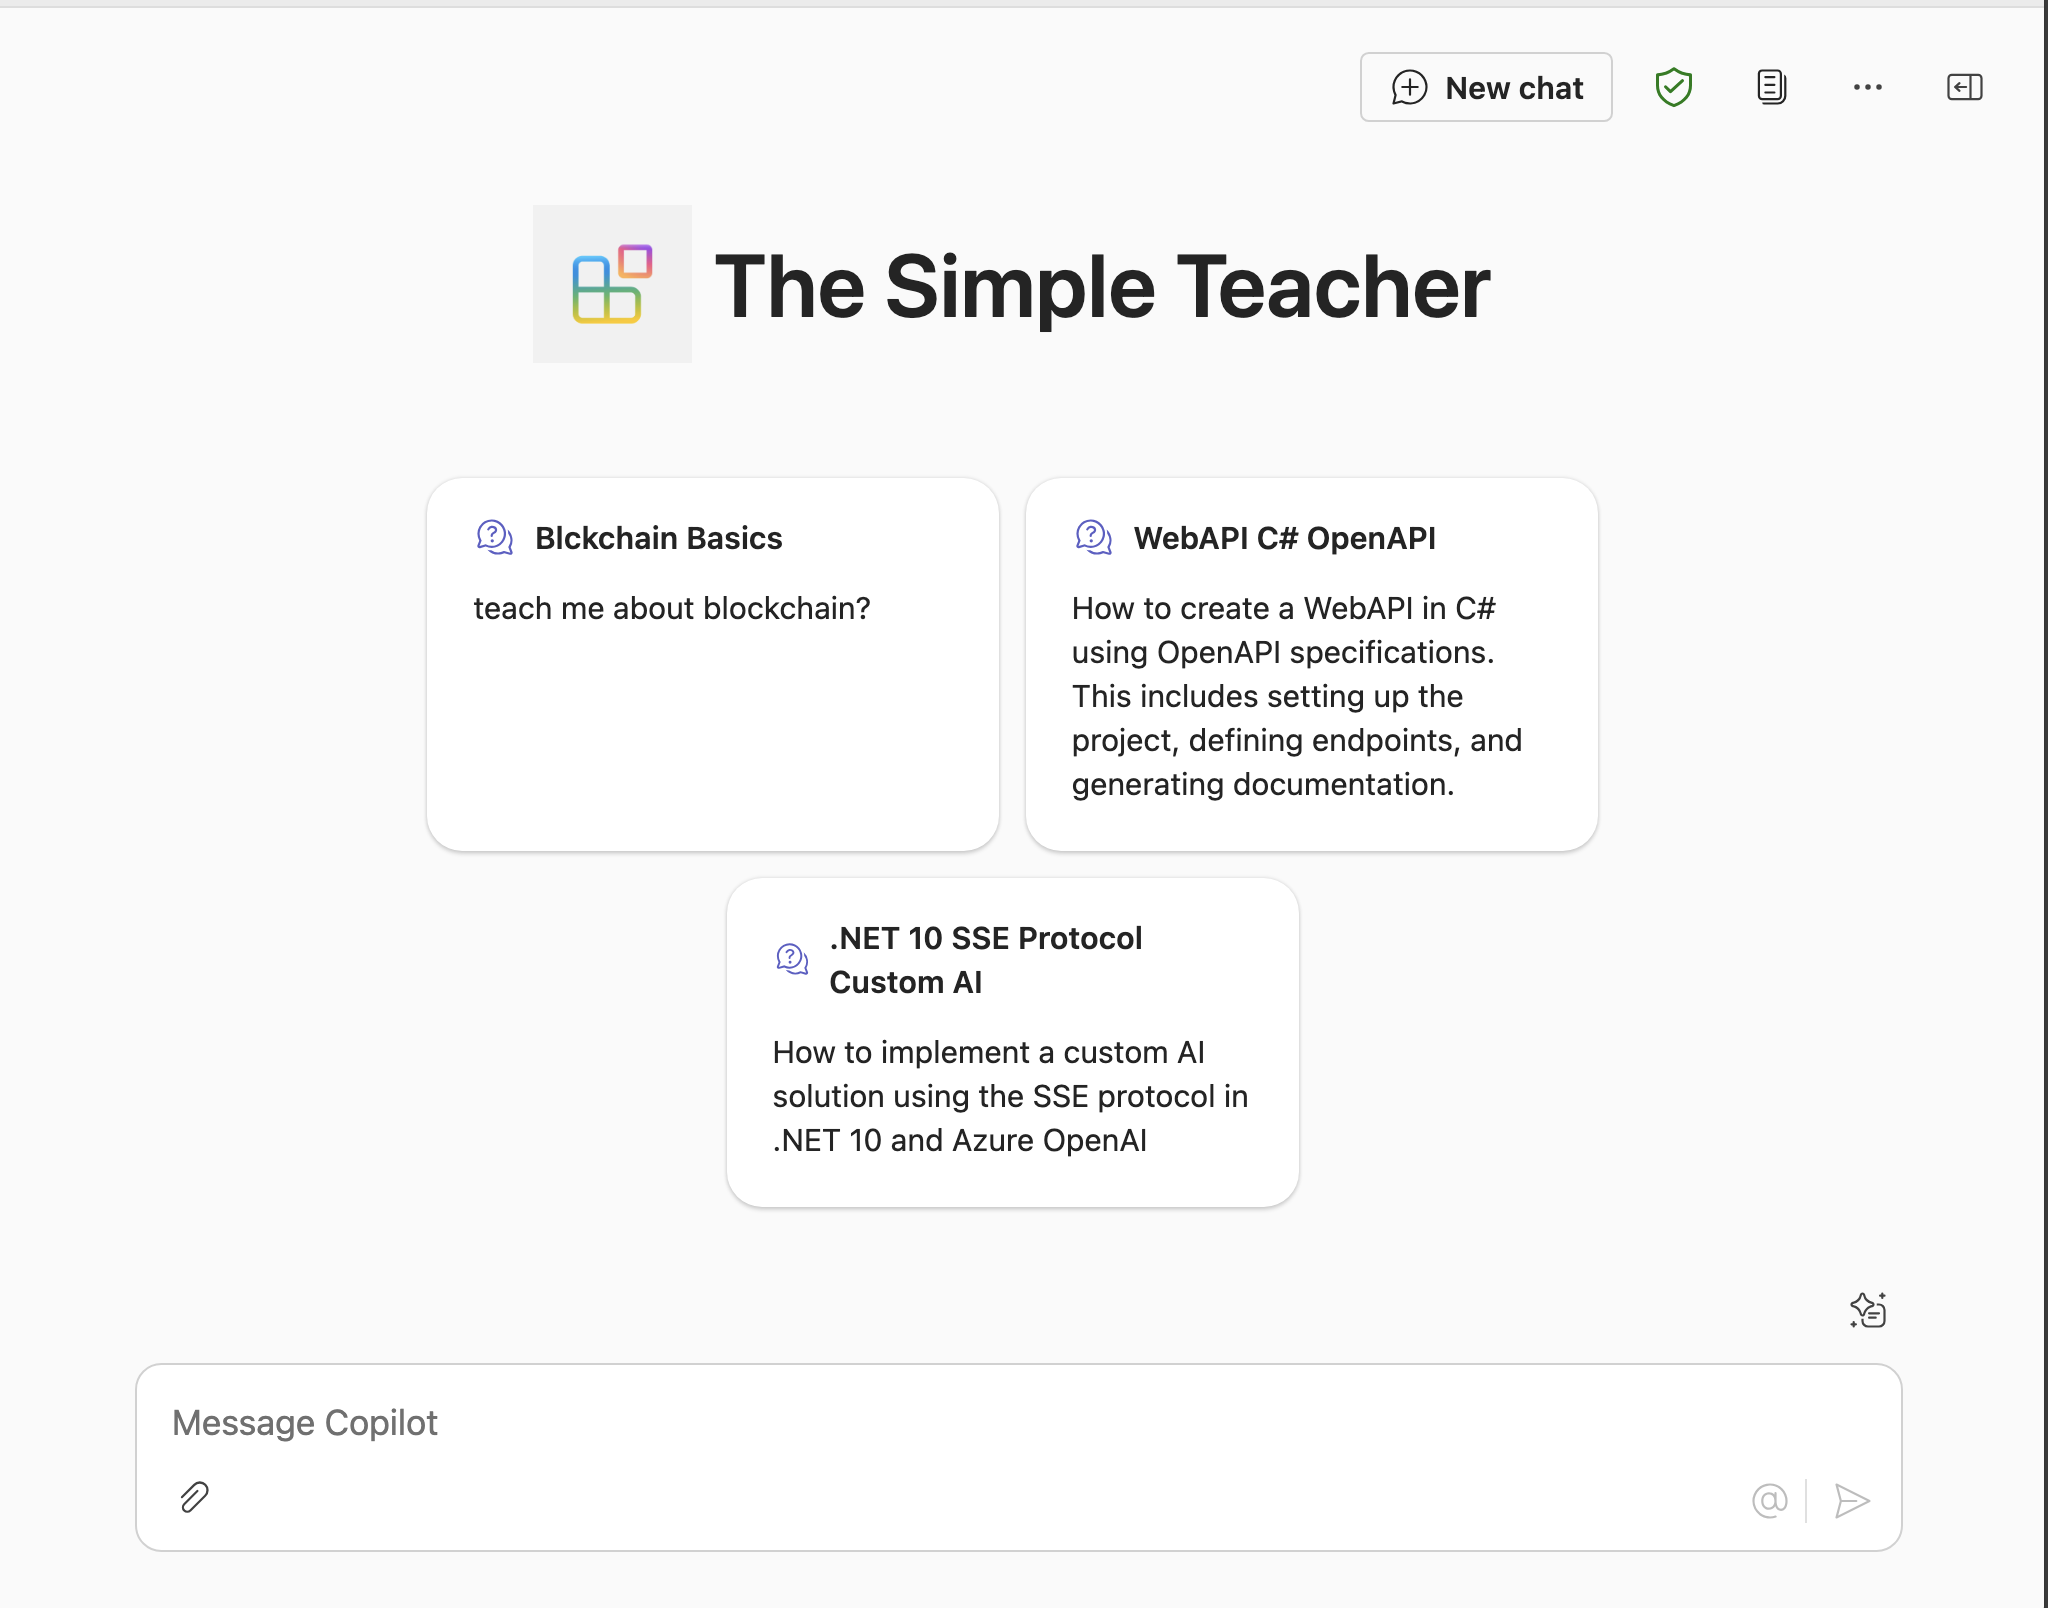 New chat
The Simple Teacher
Blckchain Basics
teach me about blockchain?
WebAPI C# OpenAPI
How to create a WebAPI in C#
using OpenAPI specifications.
This includes setting up the
project, defining endpoints, and
generating documentation.
.NET 10 SSE Protocol
Custom AI
How to implement a custom AI
solution using the SSE protocol in
.NET 10 and Azure OpenAI
Message Copilot